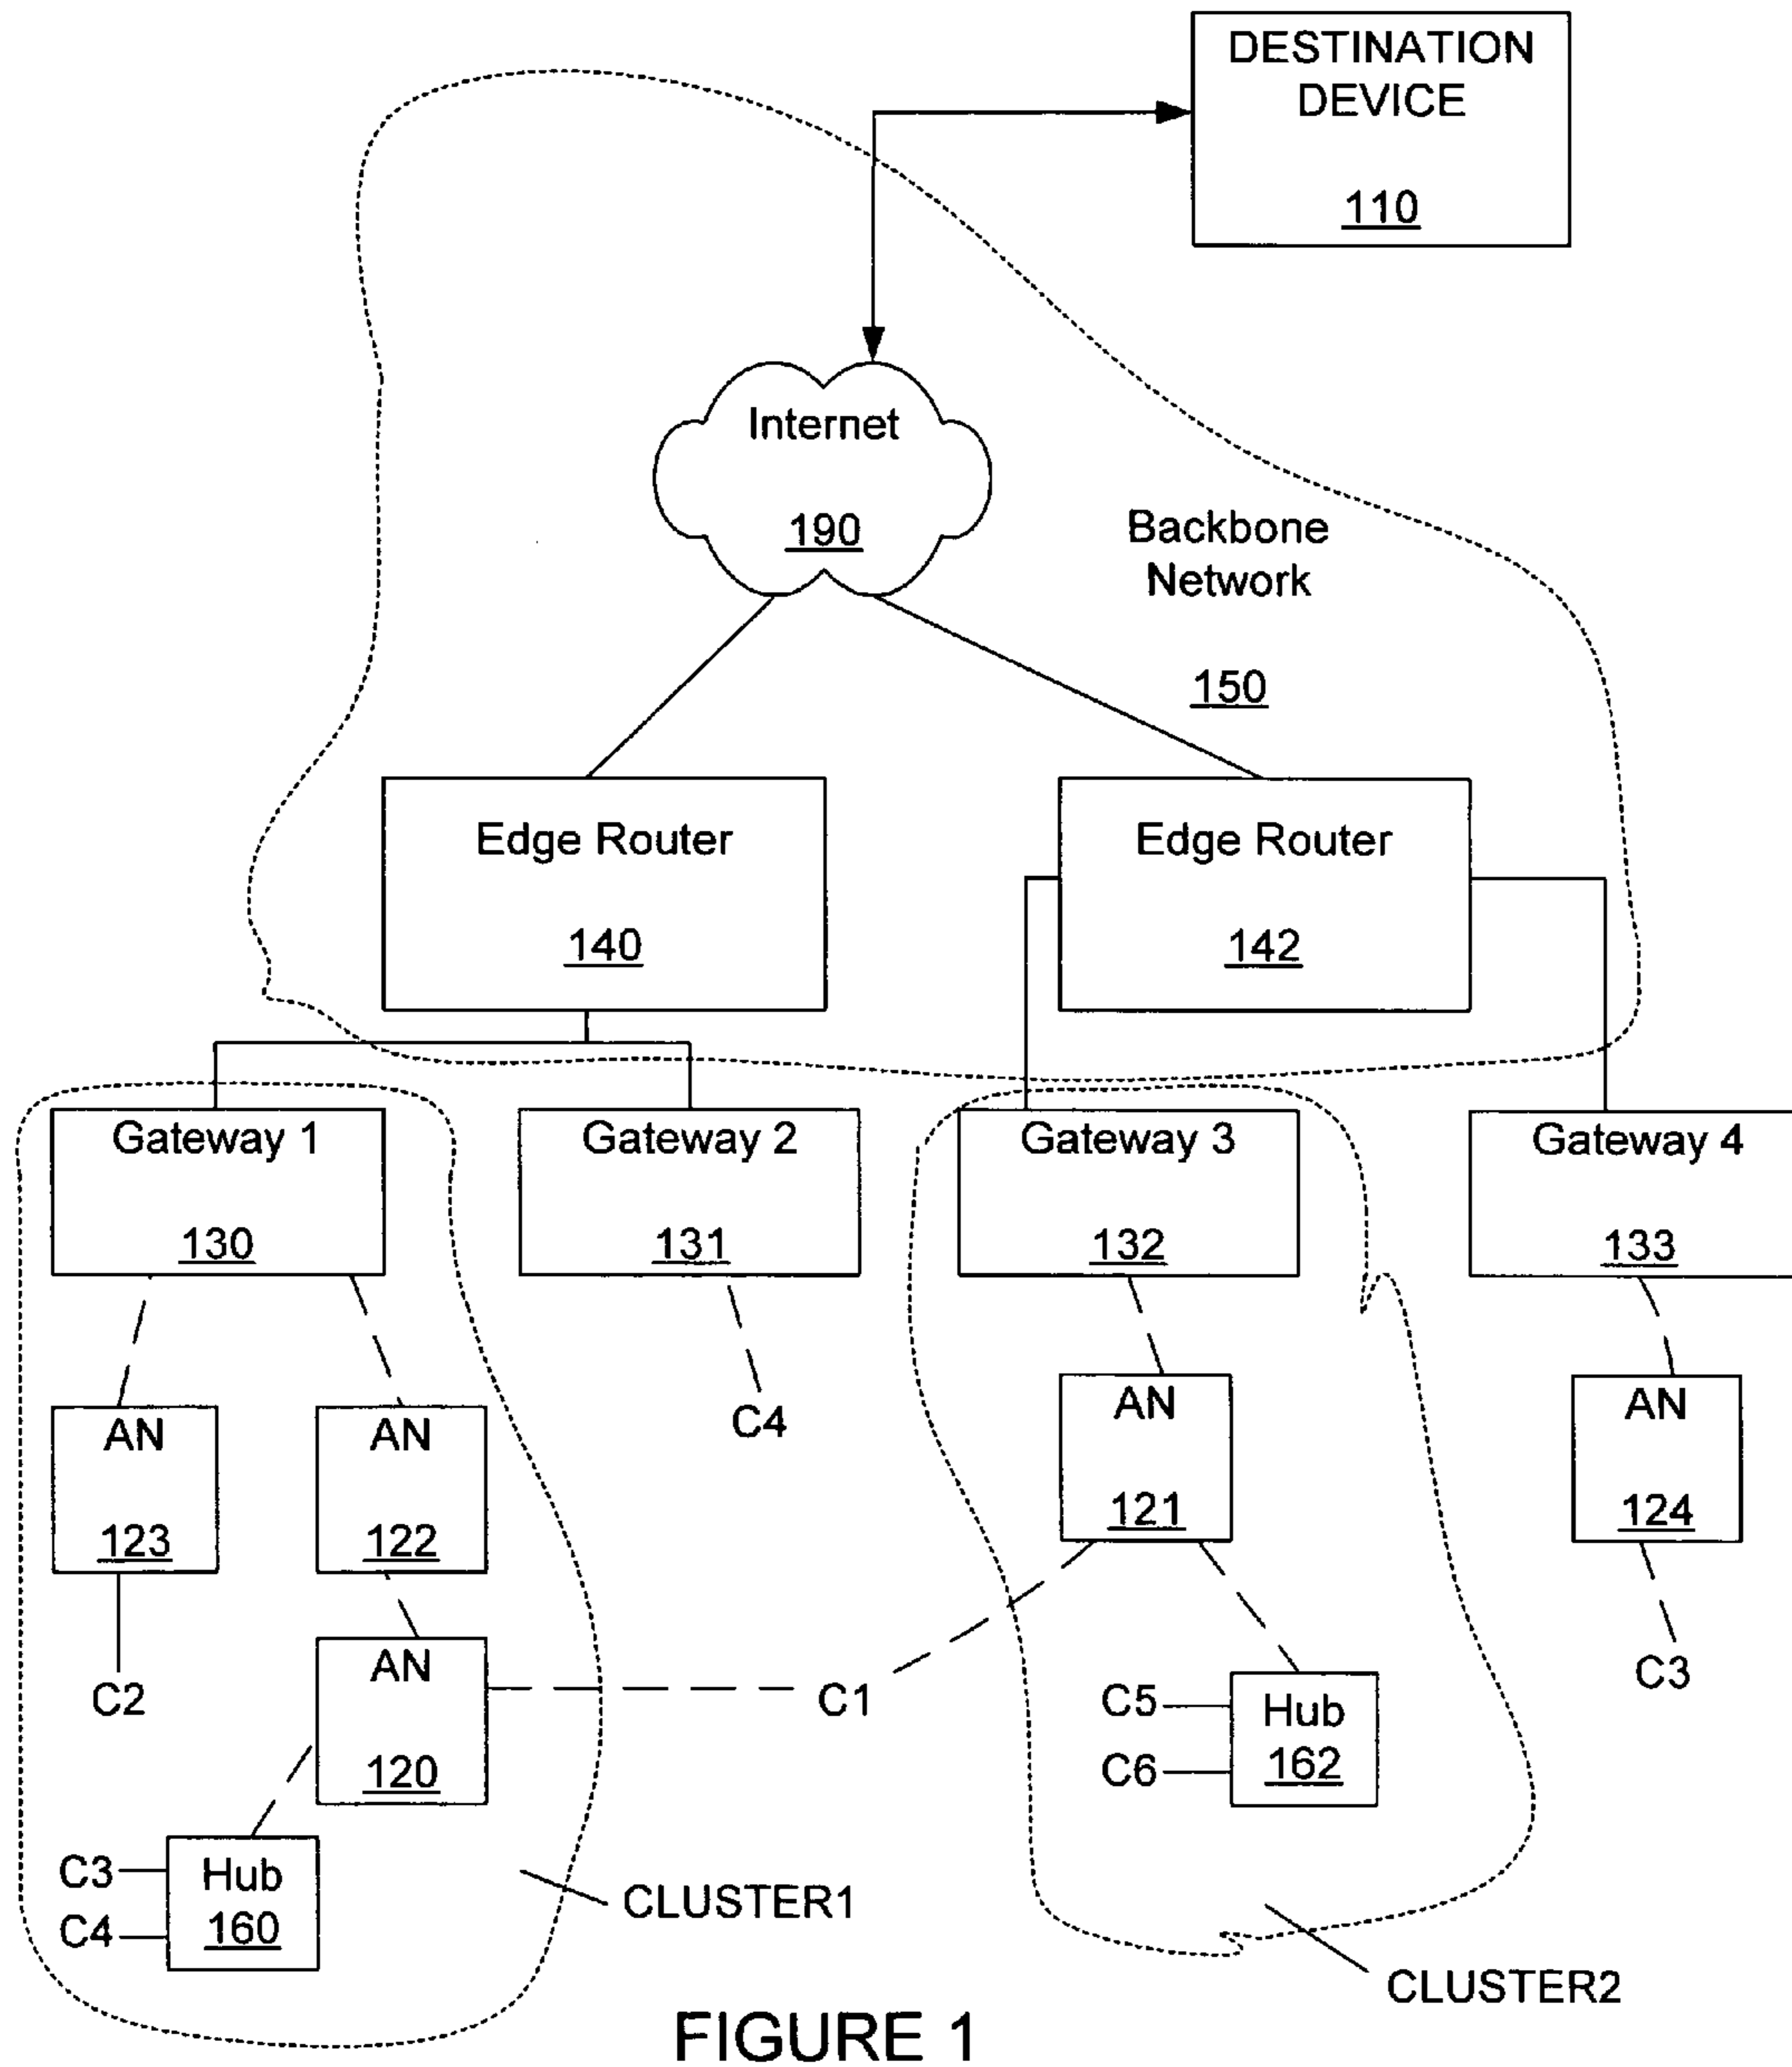 DESTINATION
DEVICE
110
Internet
190
Backbone
Network
150
Edge Router
140
Edge Router
142
Gateway 1
130
Gateway 2
131
Gateway 3
132
Gateway 4
133
AN
123
AN
122
C4
AN
121
AN
124
C2
AN
120
C1
C5
C6
Hub
162
C3
C3
C4
Hub
160
CLUSTER1
CLUSTER2
FIGURE 1